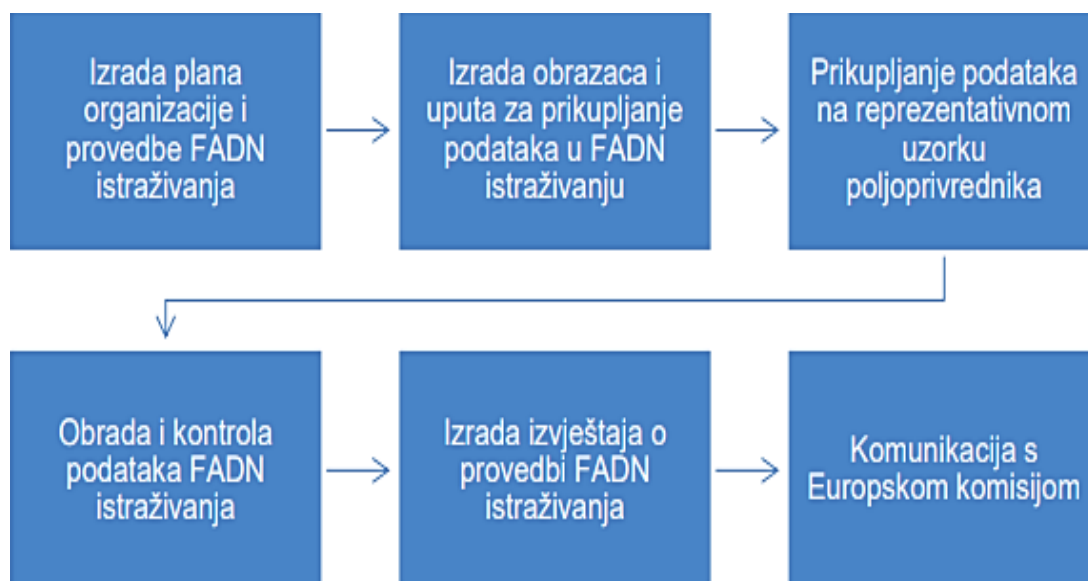 Izrada plana
organizacije i
provedbe FADN
istraživanja
Izrada obrazaca i
uputa za prikupljanje
podataka u FADN
istraživanju
Prikupljanje podataka
na reprezentativnom
uzorku
poljoprivrednika
Obrada i kontrola
podataka FADN
istraživanja
Izrada izvještaja o
provedbi FADN
istraživanja
Komunikacija s
Europskom komisijom